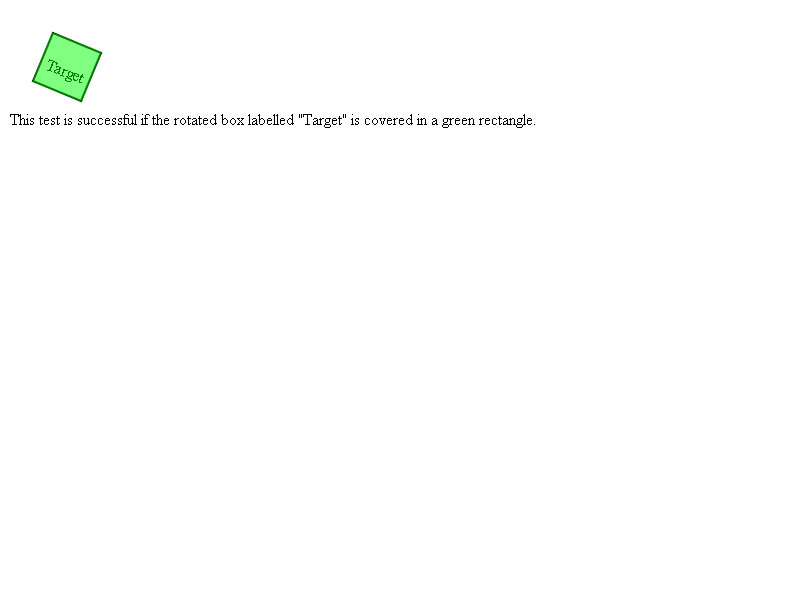 Target
This test is successful if the rotated box labelled "Target" is covered in a green rectangle.